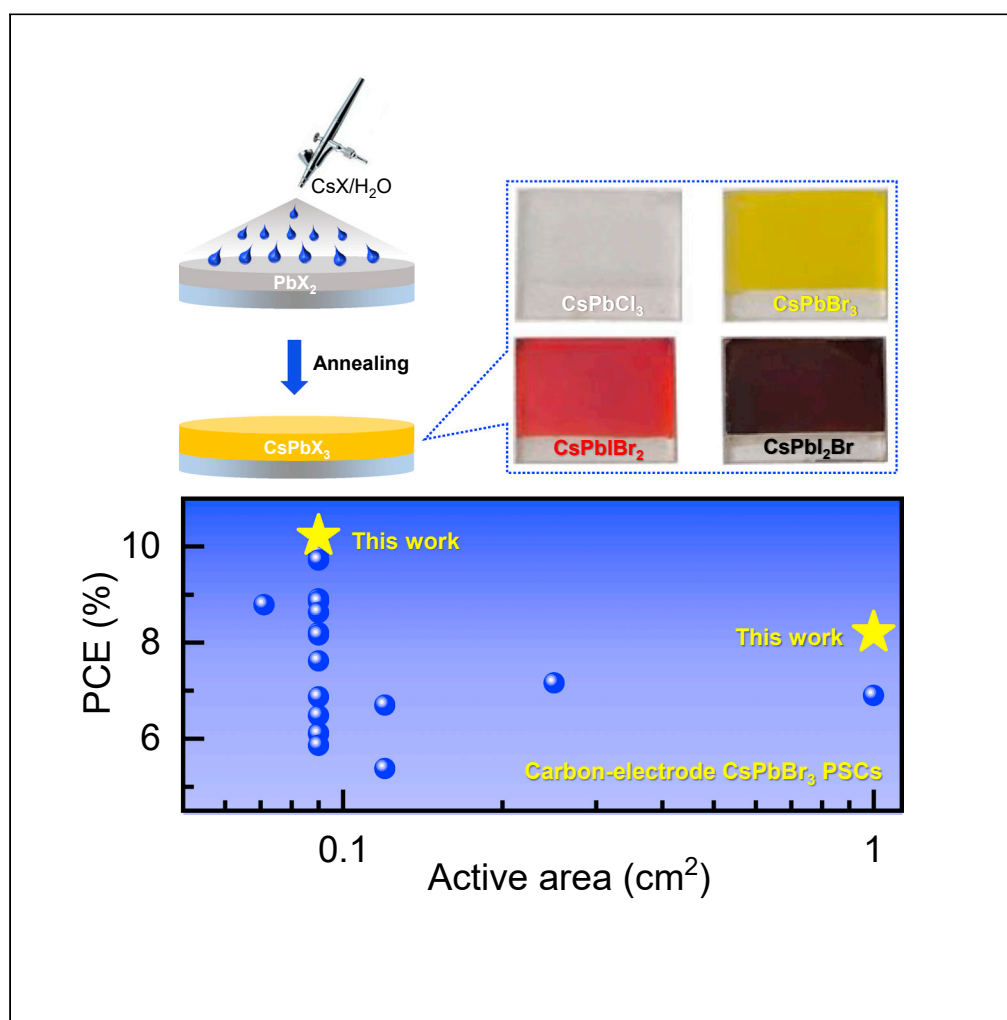 CsX/H₂O
PbX₂
Annealing
CsPbX₃
CsPbCl₃
CsPbBr₃
CsPbIBr₂
CsPbI₂Br
This work
This work
Carbon-electrode CsPbBr₃ PSCs
PCE (%)
10
8
6
0.1
1
Active area (cm²)